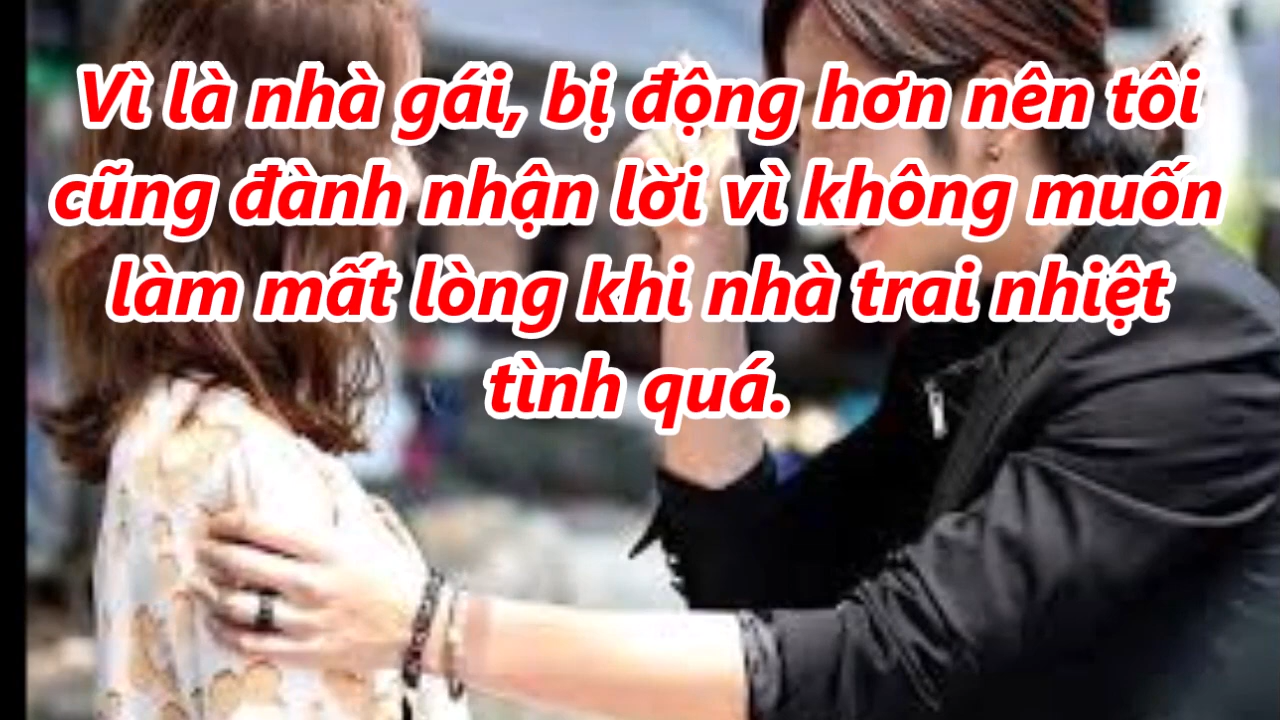 Vì là nhà gái, bị động hơn nên tôi
cũng đành nhận lời vì không muốn
làm mất lòng khi nhà trai nhiệt
tình quá.